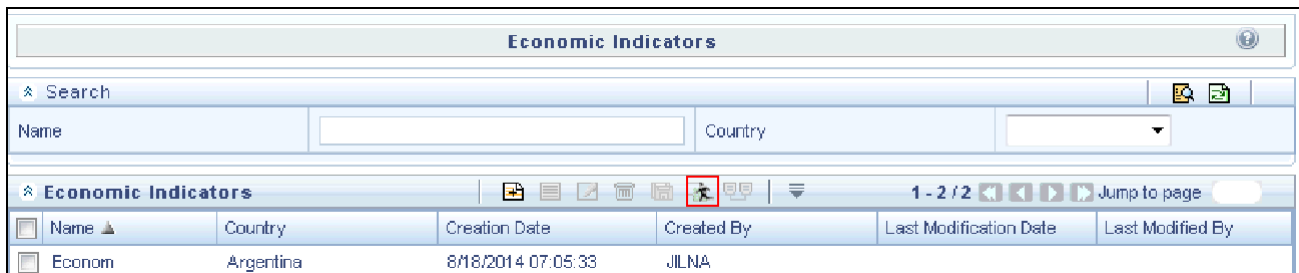 Economic Indicators
Search
Name Country
Economic Indicators 1 - 2 / 2 Jump to page
Name Country Creation Date Created By Last Modification Date Last Modified By
Econom Argentina 8/18/2014 07:05:33 JILNA